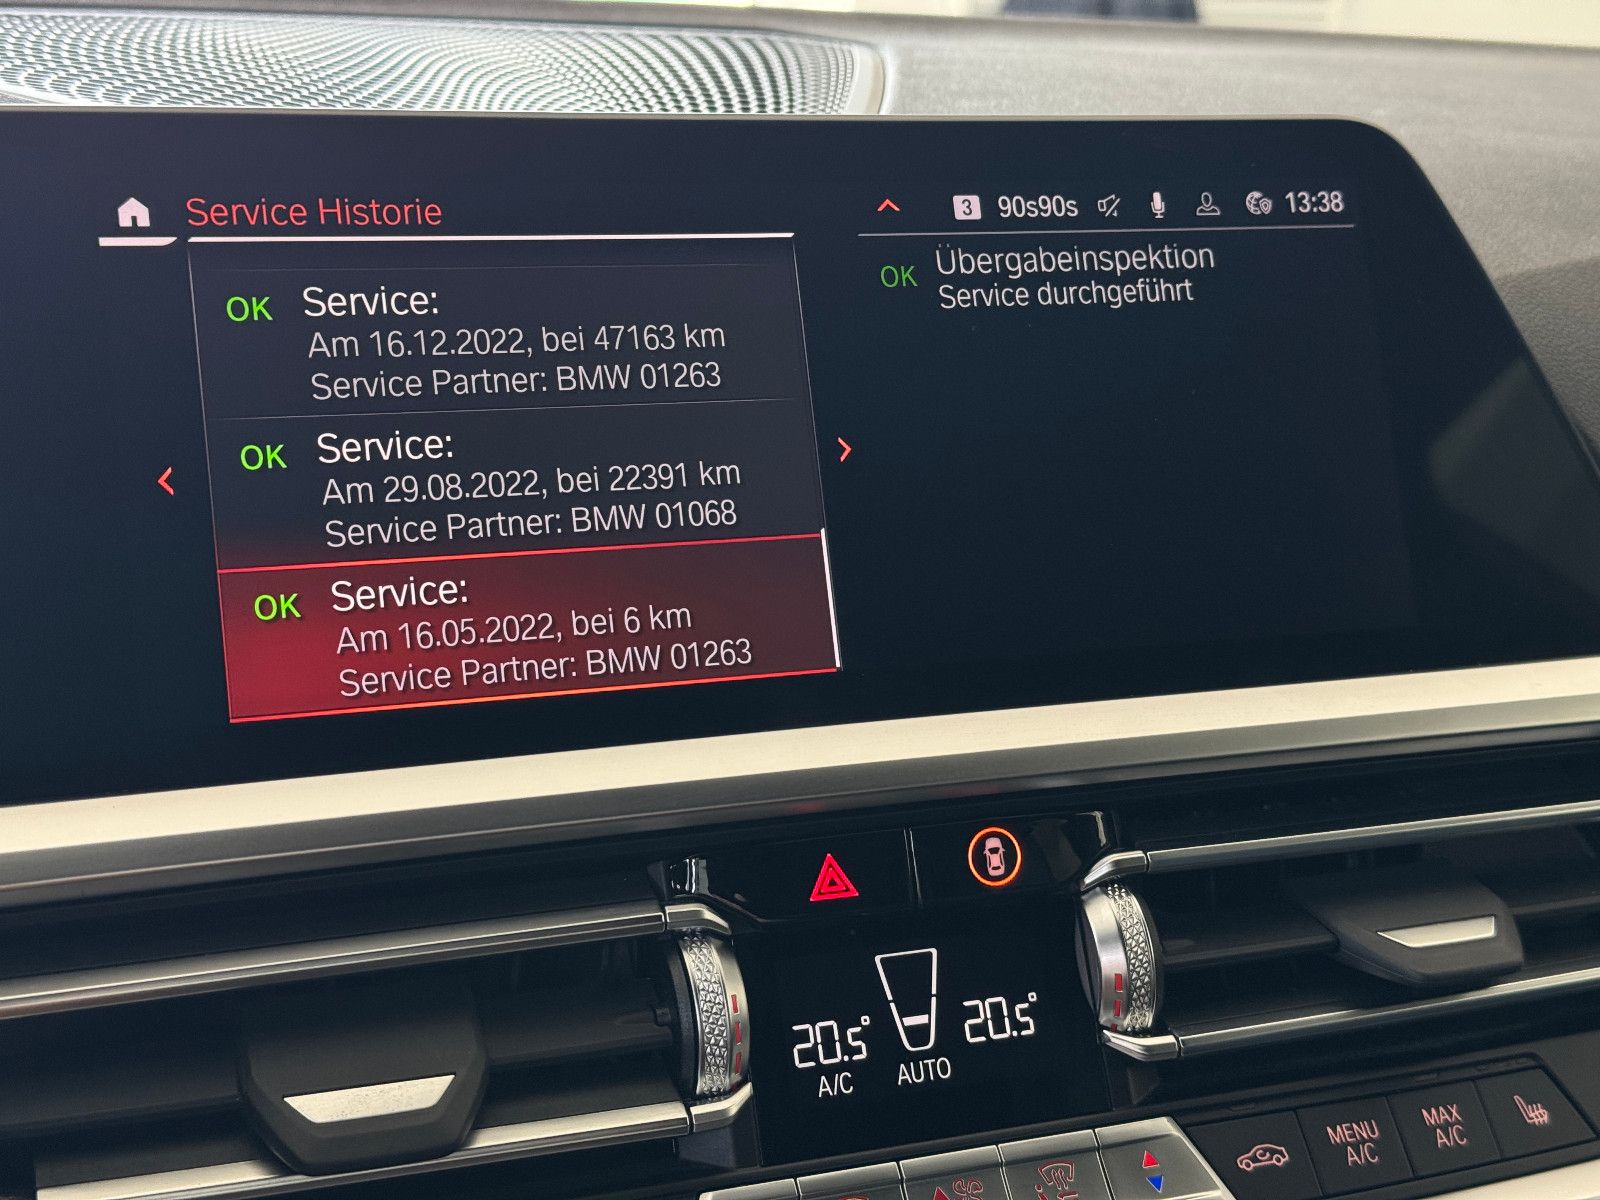 Service Historie
3 90s90s 13:38
OK Service:
Am 16.12.2022, bei 47163 km
Service Partner: BMW 01263
OK Service:
Am 29.08.2022, bei 22391 km
Service Partner: BMW 01068
OK Service:
Am 16.05.2022, bei 6 km
Service Partner: BMW 01263
OK Übergabeinspektion
Service durchgeführt
20.5° 20.5°
A/C AUTO
MENU
A/C
MAX
A/C